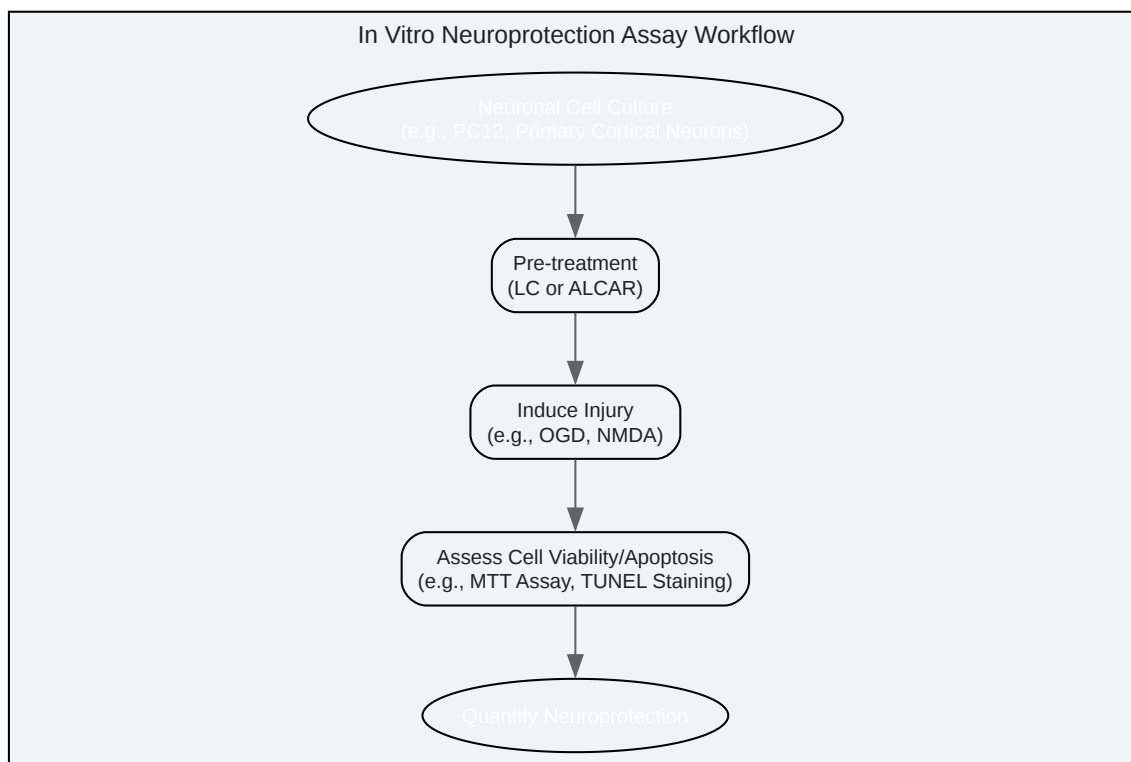 In Vitro Neuroprotection Assay Workflow
Neuronal Cell Culture
(e.g., PC12, Primary Cortical Neurons)
Pre-treatment
(LC or ALCAR)
Induce Injury
(e.g., OGD, NMDA)
Assess Cell Viability/Apoptosis
(e.g., MTT Assay, TUNEL Staining)
Quantify Neuroprotection